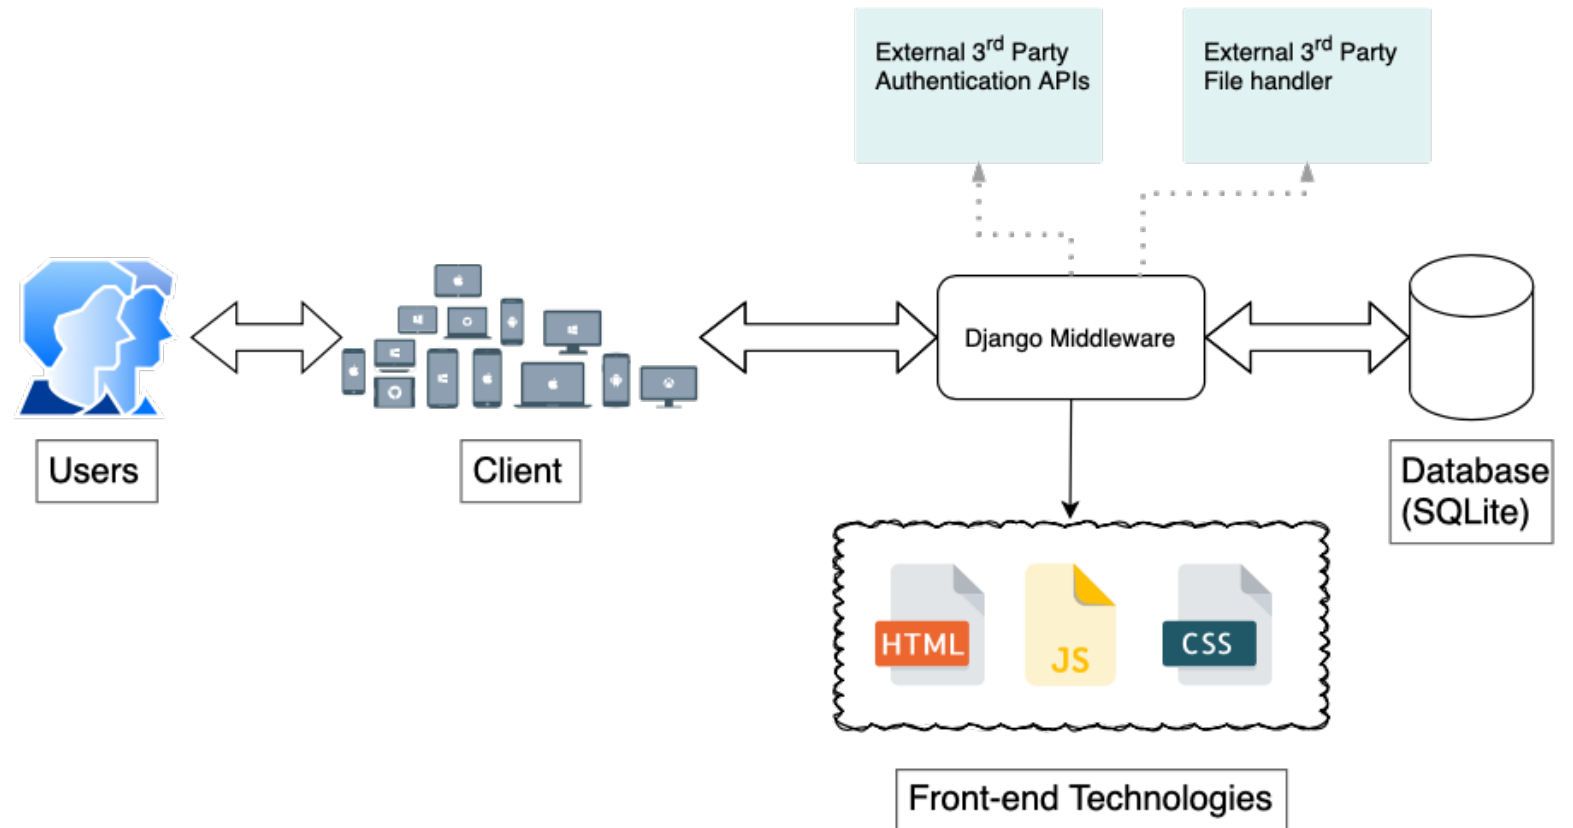 External 3rd Party
Authentication APIs
External 3rd Party
File handler
Django Middleware
Users
Client
Database
(SQLite)
HTML
JS
CSS
Front-end Technologies